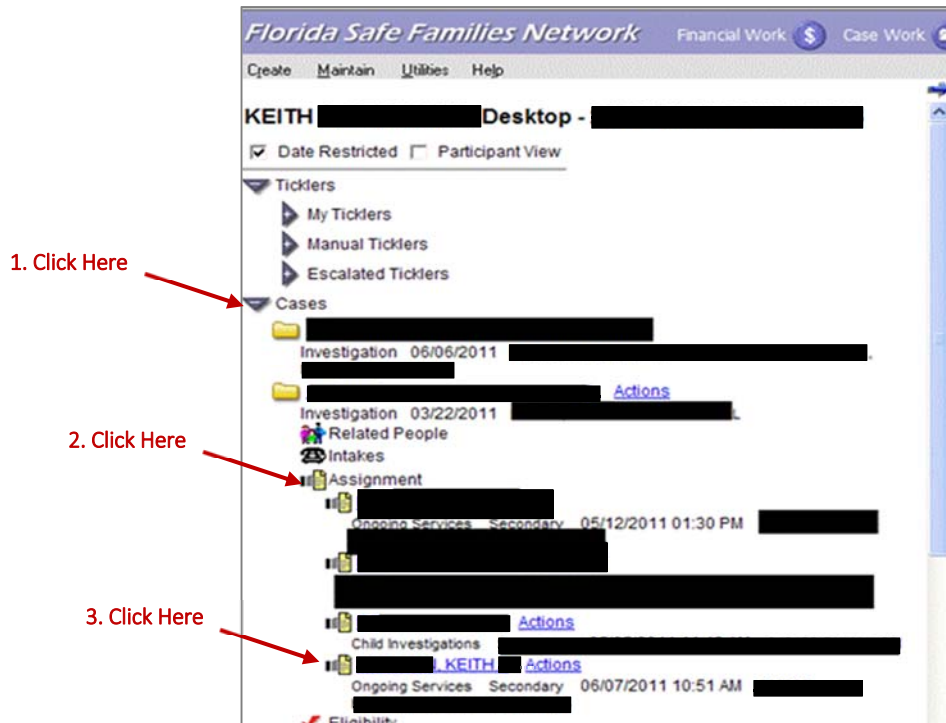 Florida Safe Families Network Financial Work $ Case Work
Create Maintain Utilities Help
KEITH Desktop -
Date Restricted Participant View
Ticklers
My Ticklers
Manual Ticklers
Escalated Ticklers
1. Click Here
Cases
Investigation 06/06/2011
Actions
Investigation 03/22/2011
Related People
2. Click Here
Intakes
Assignment
Ongoing Services Secondary 05/12/2011 01:30 PM
3. Click Here
Actions
Child Investigations
, KEITH Actions
Ongoing Services Secondary 06/07/2011 10:51 AM
Eligibility